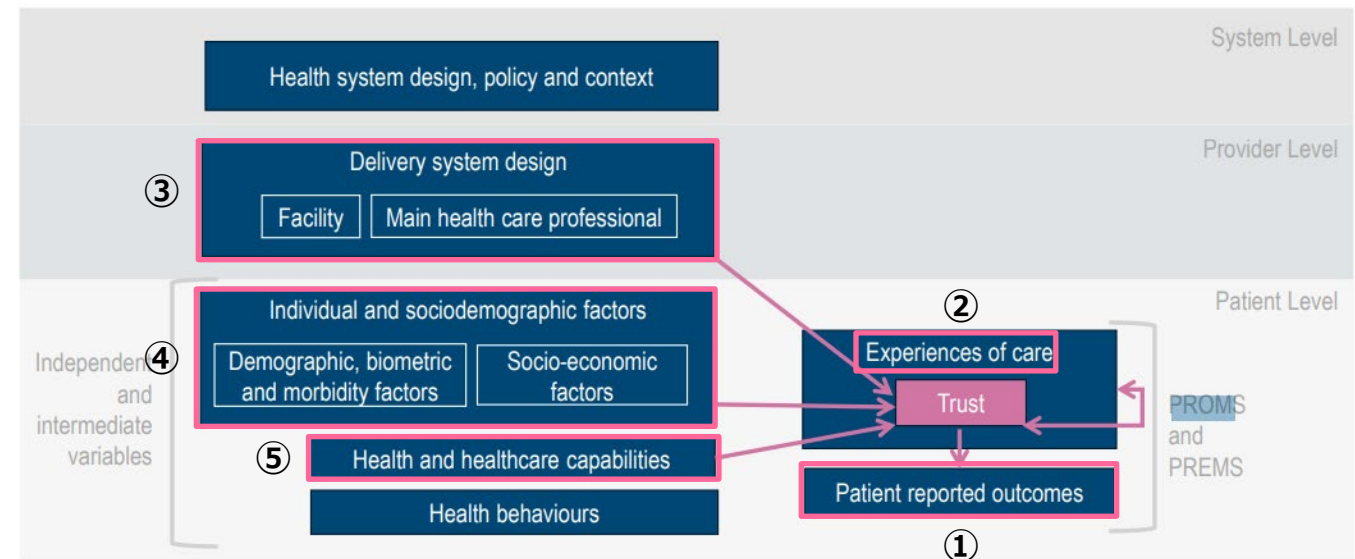 System Level
Health system design, policy and context
Provider Level
Delivery system design
③
Facility
Main health care professional
Patient Level
Individual and sociodemographic factors
②
④
Demographic, biometric
and morbidity factors
Socio-economic
factors
Experiences of care
Trust
Independent
and
intermediate
variables
PROMS
and
PREMS
⑤
Health and healthcare capabilities
Patient reported outcomes
Health behaviours
①